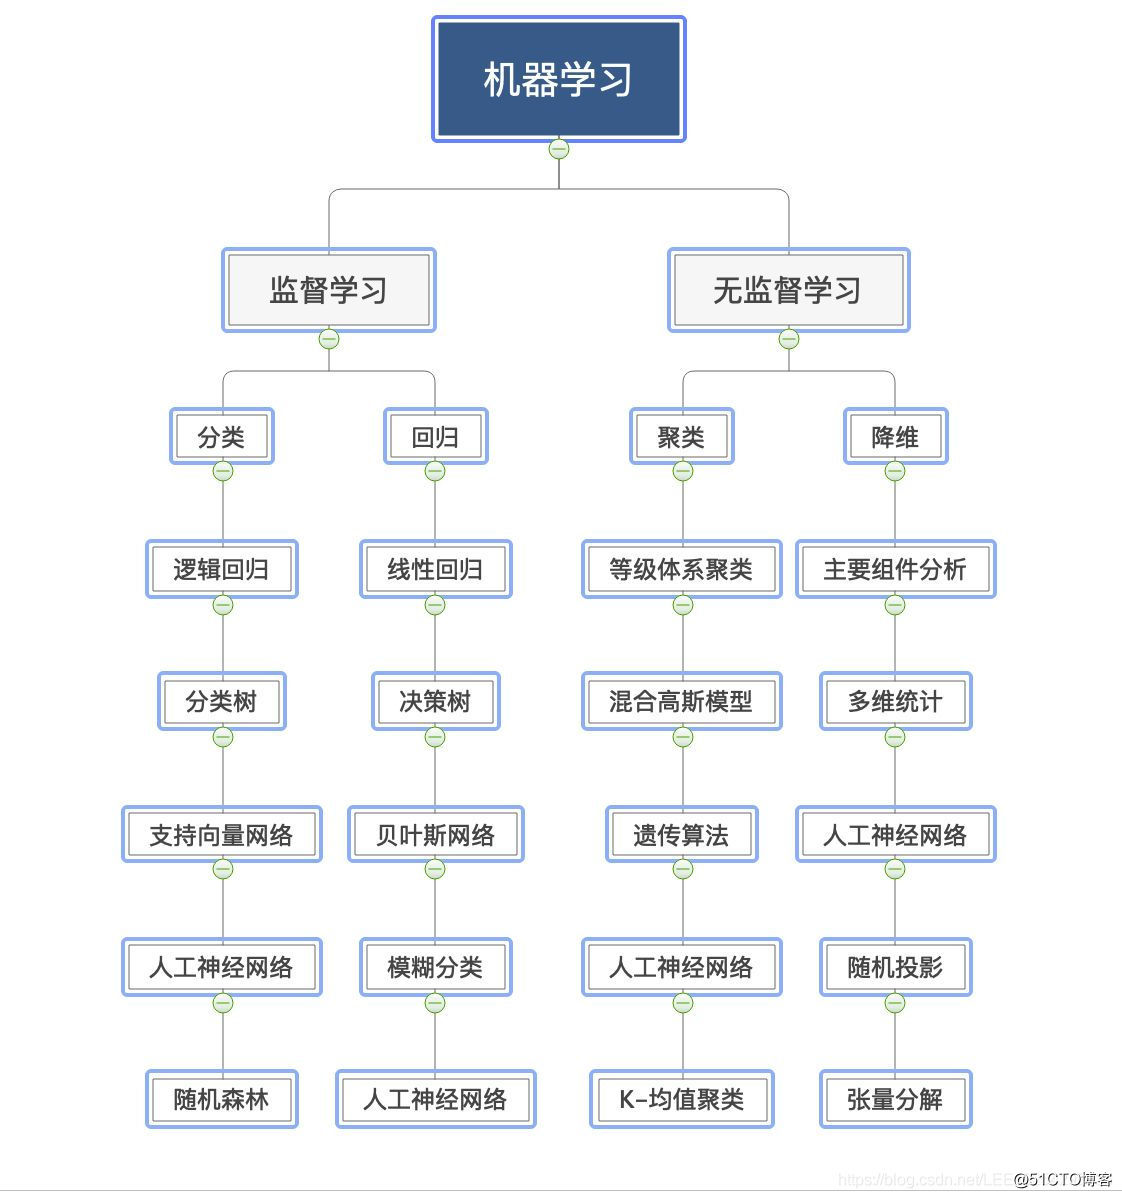 机器学习
监督学习
无监督学习
分类
回归
聚类
降维
逻辑回归
线性回归
等级体系聚类
主要组件分析
分类树
决策树
混合高斯模型
多维统计
支持向量网络
贝叶斯网络
遗传算法
人工神经网络
人工神经网络
模糊分类
人工神经网络
随机投影
随机森林
人工神经网络
K-均值聚类
张量分解
https://blog.csdn.net/LEE
@51CTO博客